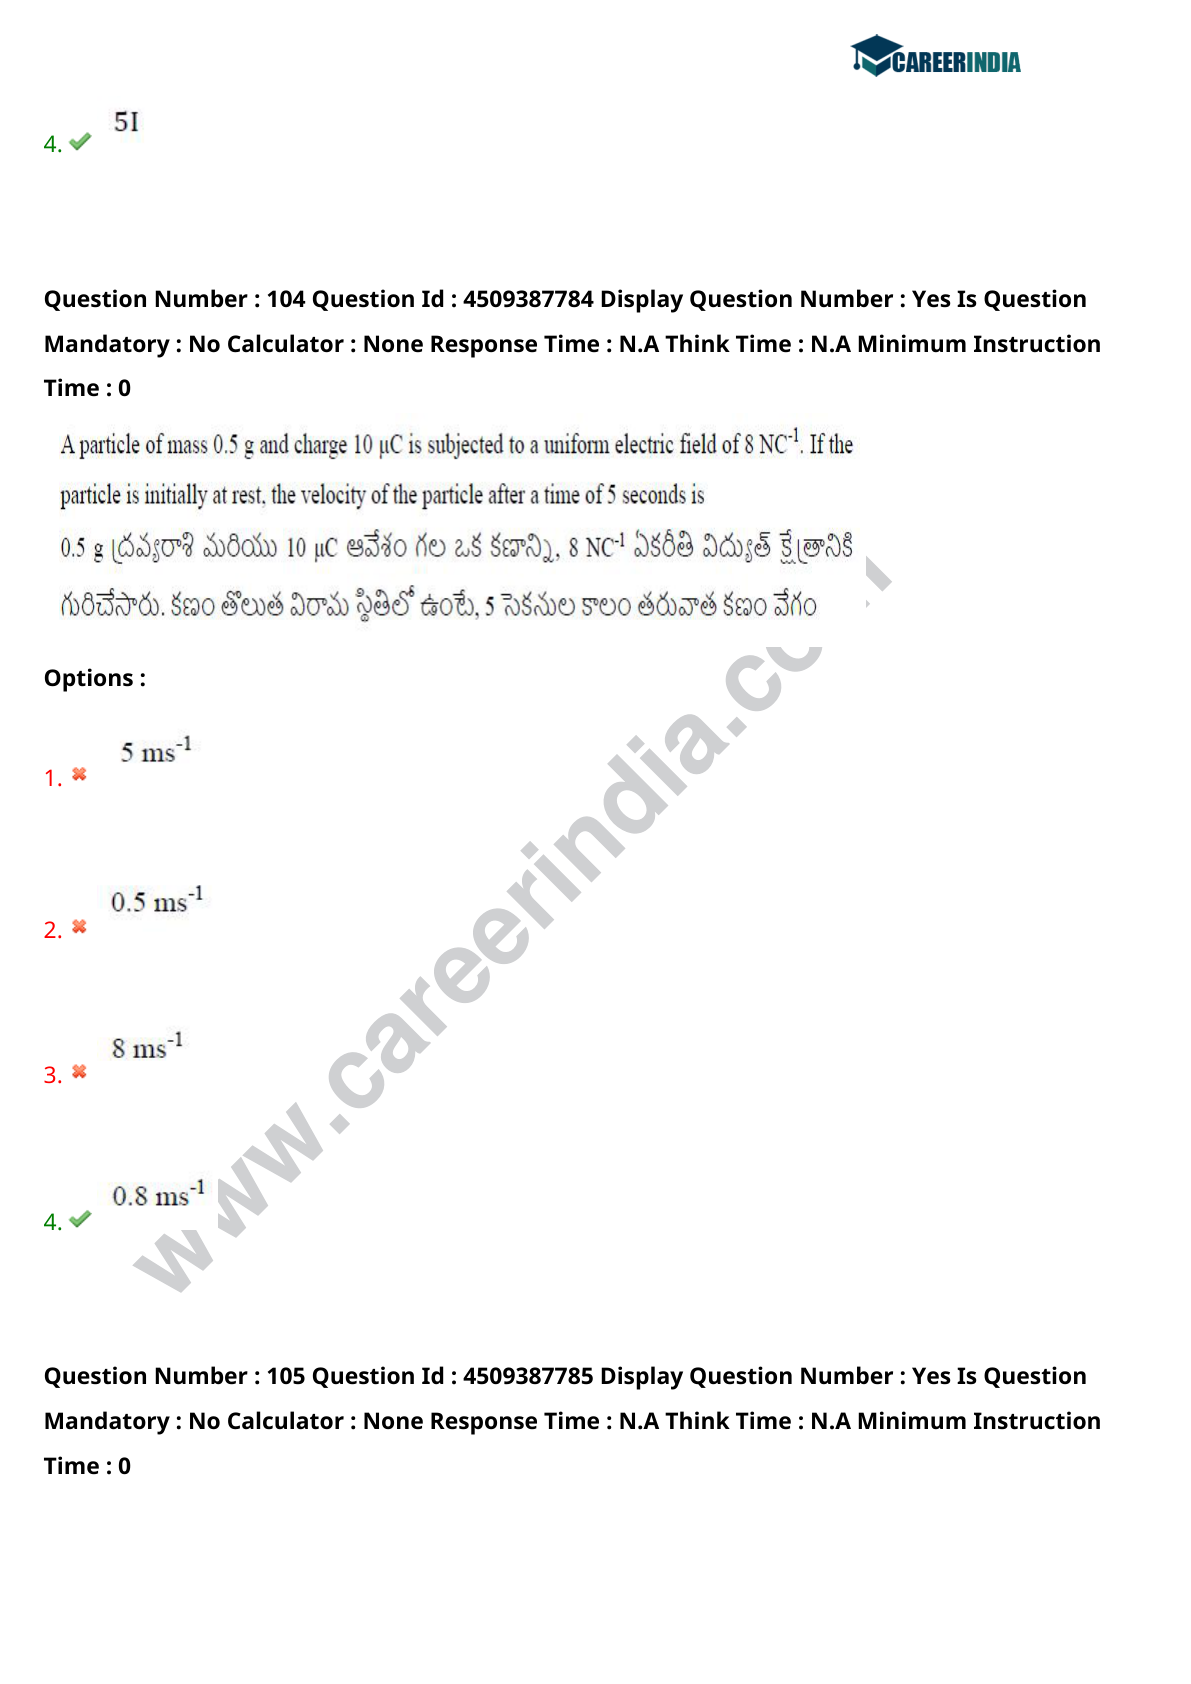 CAREERINDIA
5I
4.
Question Number : 104 Question Id : 4509387784 Display Question Number : Yes Is Question
Mandatory : No Calculator : None Response Time : N.A Think Time : N.A Minimum Instruction
Time : 0
A particle of mass 0.5 g and charge 10 μC is subjected to a uniform electric field of 8 NC⁻¹. If the
particle is initially at rest, the velocity of the particle after a time of 5 seconds is
0.5 g ద్రవ్యరాశి మరియు 10 μC ఆవేశం గల ఒక కణాన్ని, 8 NC⁻¹ ఏకరీతి విద్యుత్ క్షేత్రానికి
గురిచేసారు. కణం తొలుత విరామ స్థితిలో ఉంటే, 5 సెకనుల కాలం తరువాత కణం వేగం
Options :
5 ms⁻¹
1.
0.5 ms⁻¹
2.
8 ms⁻¹
3.
0.8 ms⁻¹
4.
www.careerindia.com
Question Number : 105 Question Id : 4509387785 Display Question Number : Yes Is Question
Mandatory : No Calculator : None Response Time : N.A Think Time : N.A Minimum Instruction
Time : 0